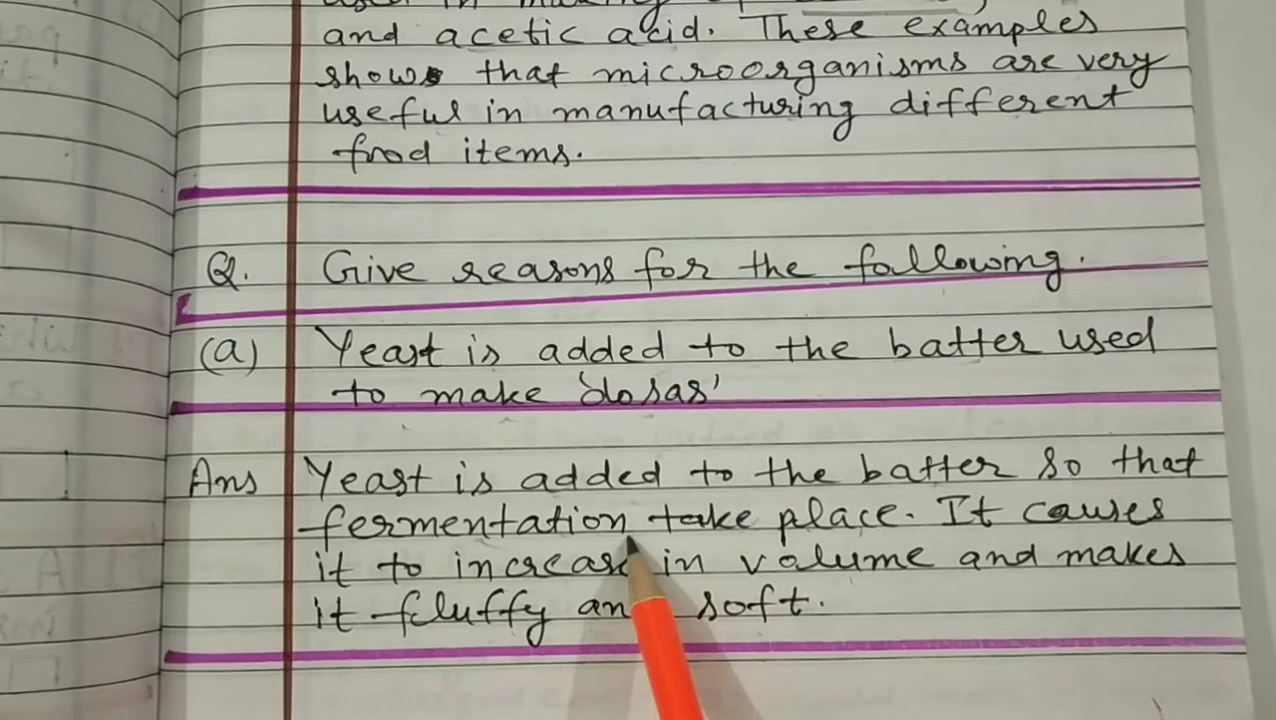 and acetic acid. These examples
shows that microorganisms are very
useful in manufacturing different
food items.
Q. Give reasons for the following.
(a) Yeast is added to the batter used
to make 'dosas'
Ans Yeast is added to the batter so that
fermentation take place. It causes
it to increase in volume and makes
it fluffy and soft.